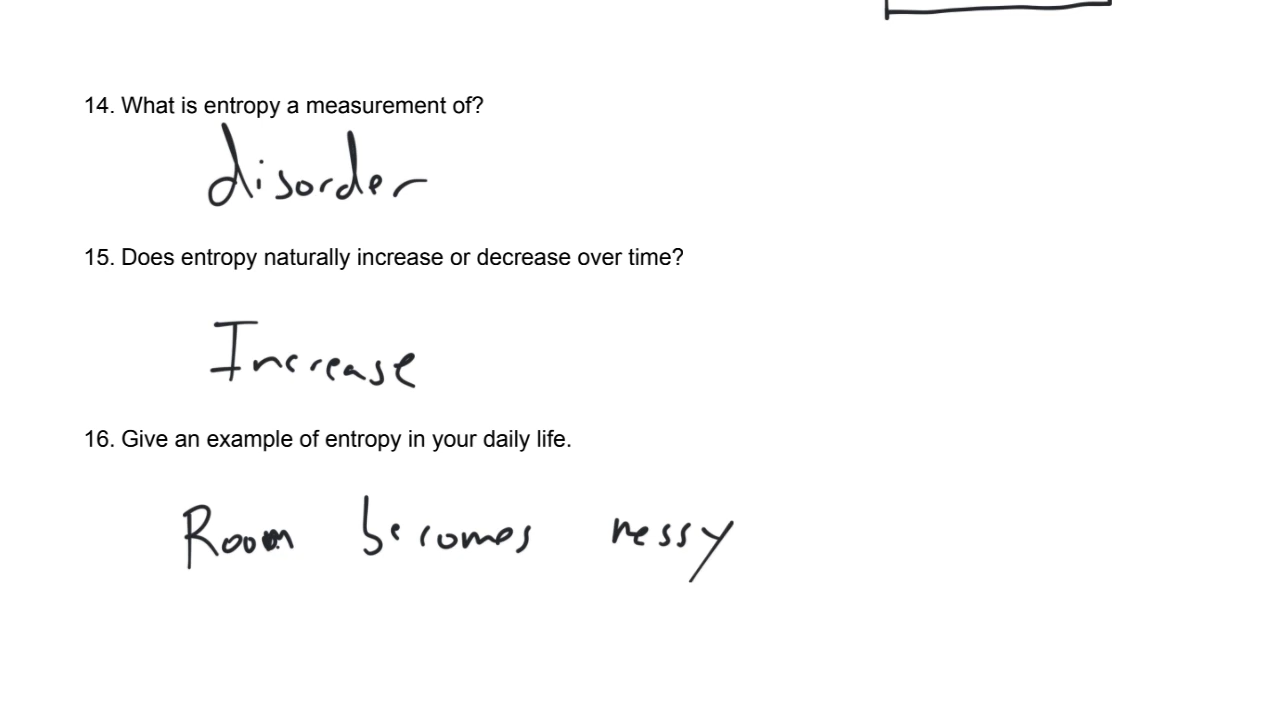 14. What is entropy a measurement of?
disorder
15. Does entropy naturally increase or decrease over time?
Increase
16. Give an example of entropy in your daily life.
Room becomes messy